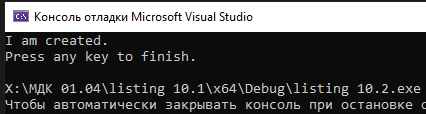 Консоль отладки Microsoft Visual Studio
I am created.
Press any key to finish.
X:\МДК 01.04\listing 10.1\x64\Debug\listing 10.2.exe
Чтобы автоматически закрывать консоль при остановке